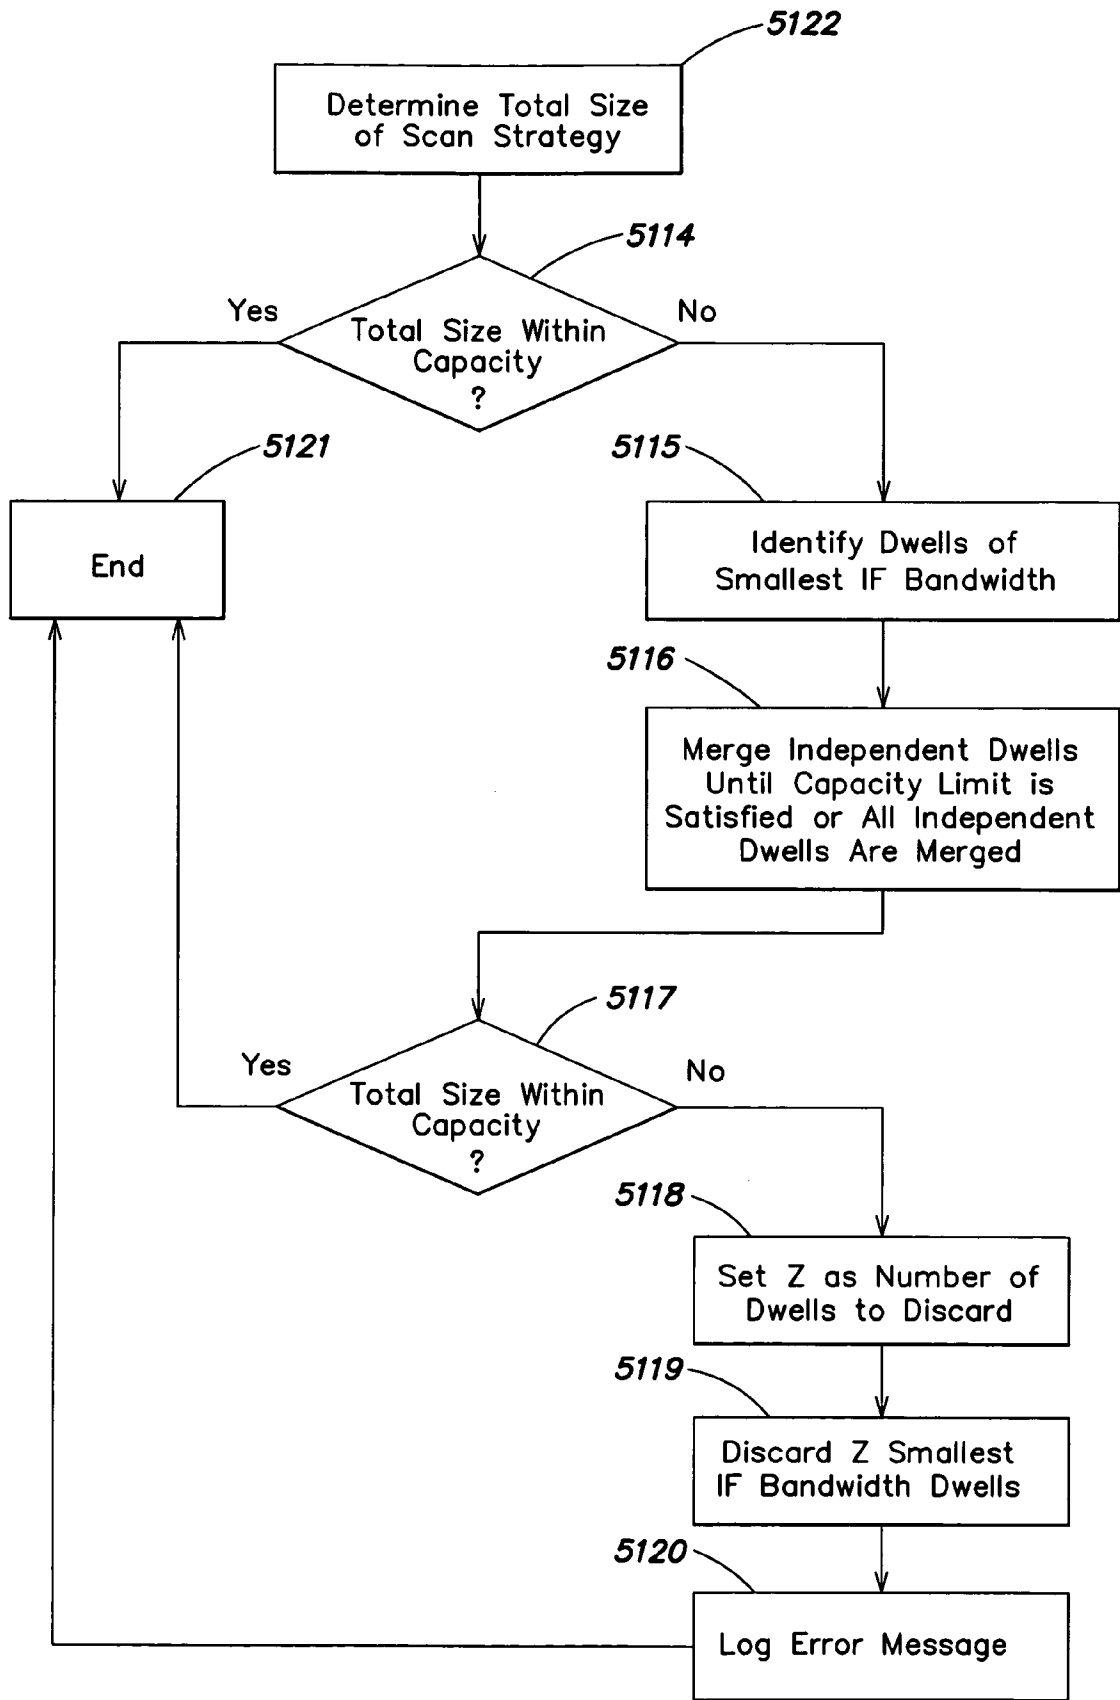 5122
Determine Total Size
of Scan Strategy
5114
Yes
No
Total Size Within
Capacity
?
5121
End
5115
Identify Dwells of
Smallest IF Bandwidth
5116
Merge Independent Dwells
Until Capacity Limit is
Satisfied or All Independent
Dwells Are Merged
5117
Yes
No
Total Size Within
Capacity
?
5118
Set Z as Number of
Dwells to Discard
5119
Discard Z Smallest
IF Bandwidth Dwells
5120
Log Error Message